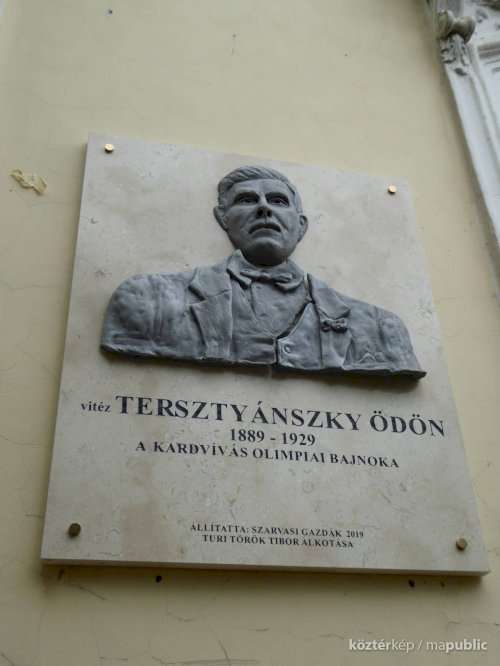 vitéz TERSZTYÁNSZKY ÖDÖN
1889 - 1929
A KARDVÍVÁS OLIMPIAI BAJNOKA
ÁLLÍTATTA: SZARVASI GAZDÁK 2019
TURI TÖRÖK TIBOR ALKOTÁSA
köztérkép / mapublic